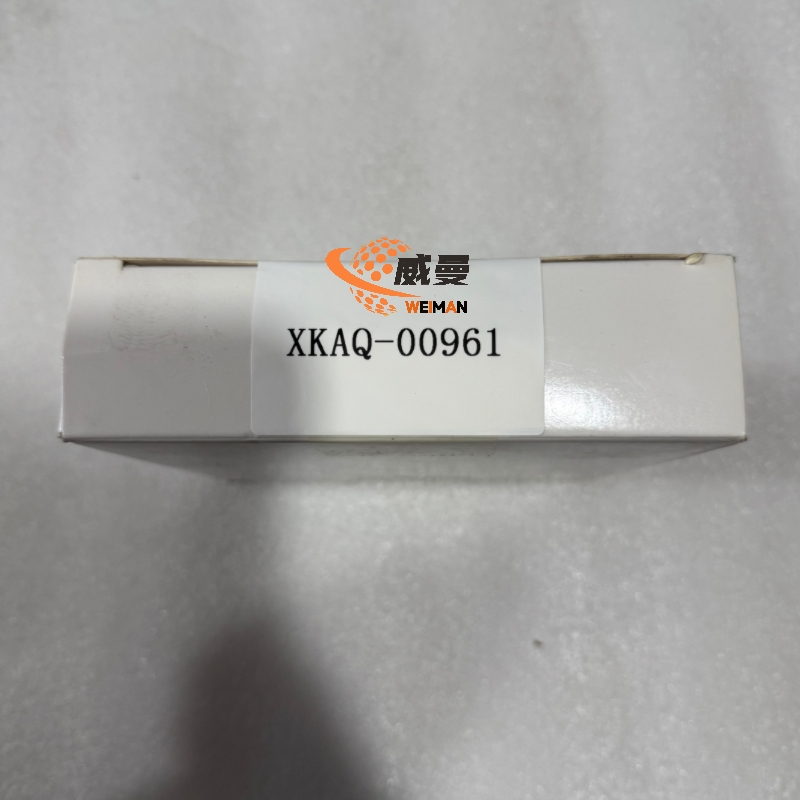 威曼
WEIMAN
XKAQ-00961